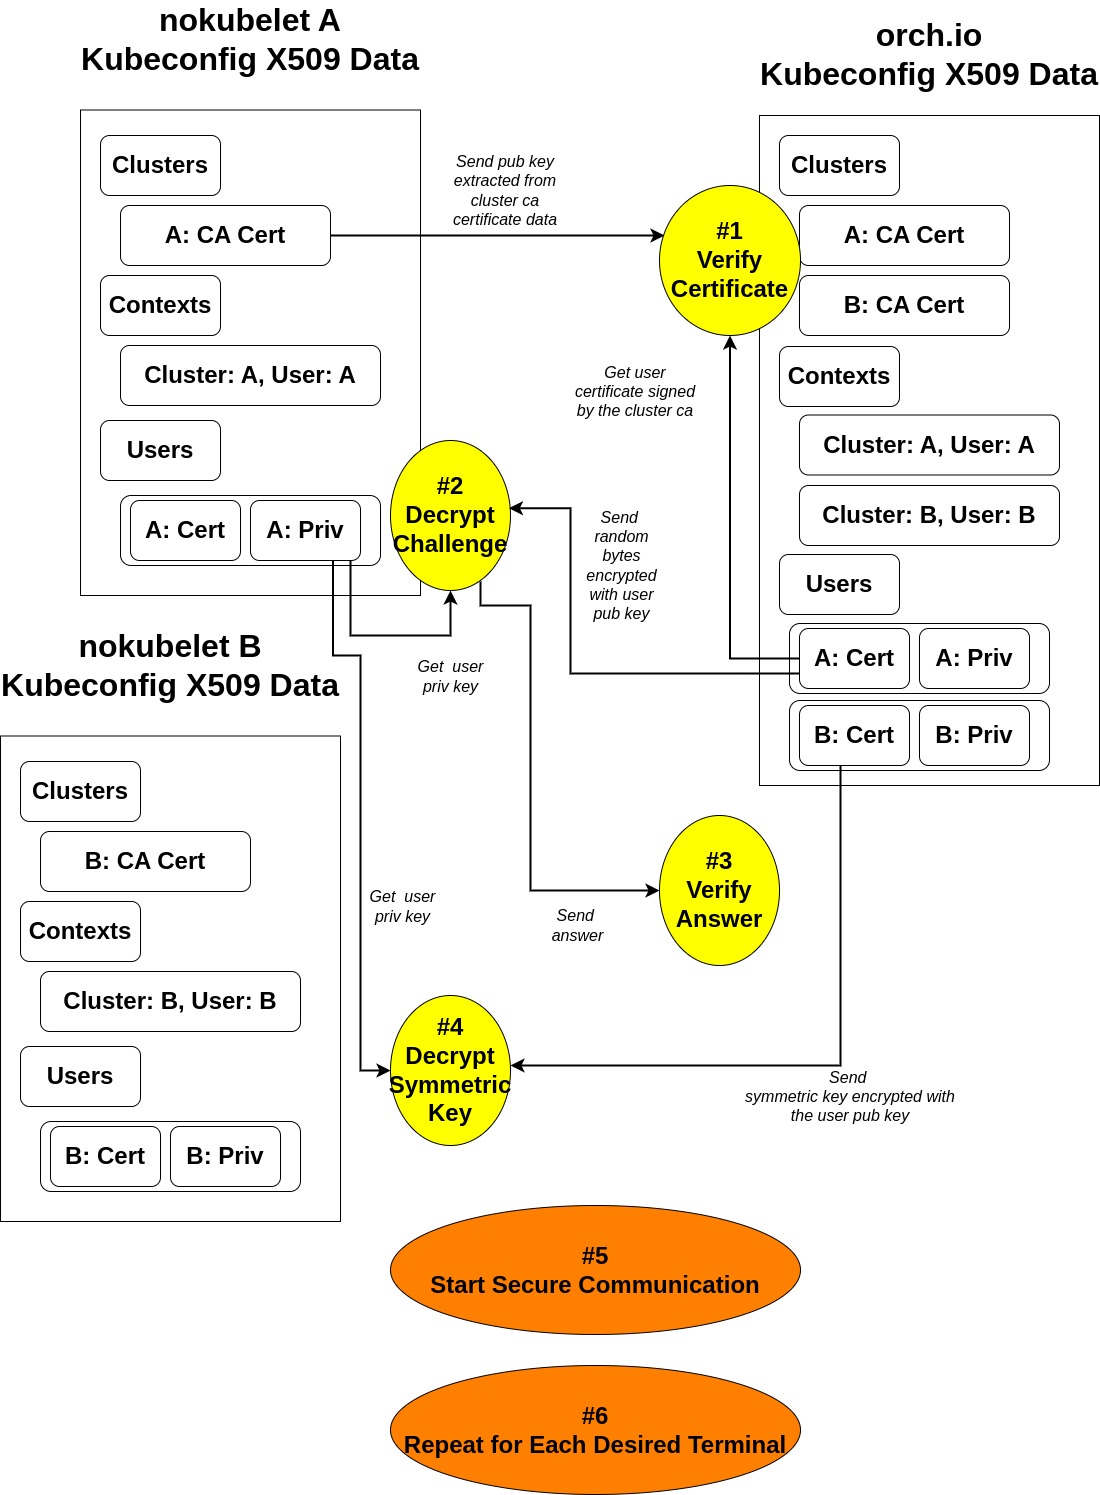 nokubelet A
Kubeconfig X509 Data
Clusters
A: CA Cert
Contexts
Cluster: A, User: A
Users
A: Cert
A: Priv
Send pub key
extracted from
cluster ca
certificate data
orch.io
Kubeconfig X509 Data
Clusters
A: CA Cert
B: CA Cert
Contexts
Cluster: A, User: A
Cluster: B, User: B
Users
A: Cert
A: Priv
B: Cert
B: Priv
#1
Verify
Certificate
Get user
certificate signed
by the cluster ca
#2
Decrypt
Challenge
Send
random
bytes
encrypted
with user
pub key
Get user
priv key
nokubelet B
Kubeconfig X509 Data
Clusters
B: CA Cert
Contexts
Cluster: B, User: B
Users
B: Cert
B: Priv
Get user
priv key
#3
Verify
Answer
Send
answer
#4
Decrypt
Symmetric
Key
Send
symmetric key encrypted with
the user pub key
#5
Start Secure Communication
#6
Repeat for Each Desired Terminal